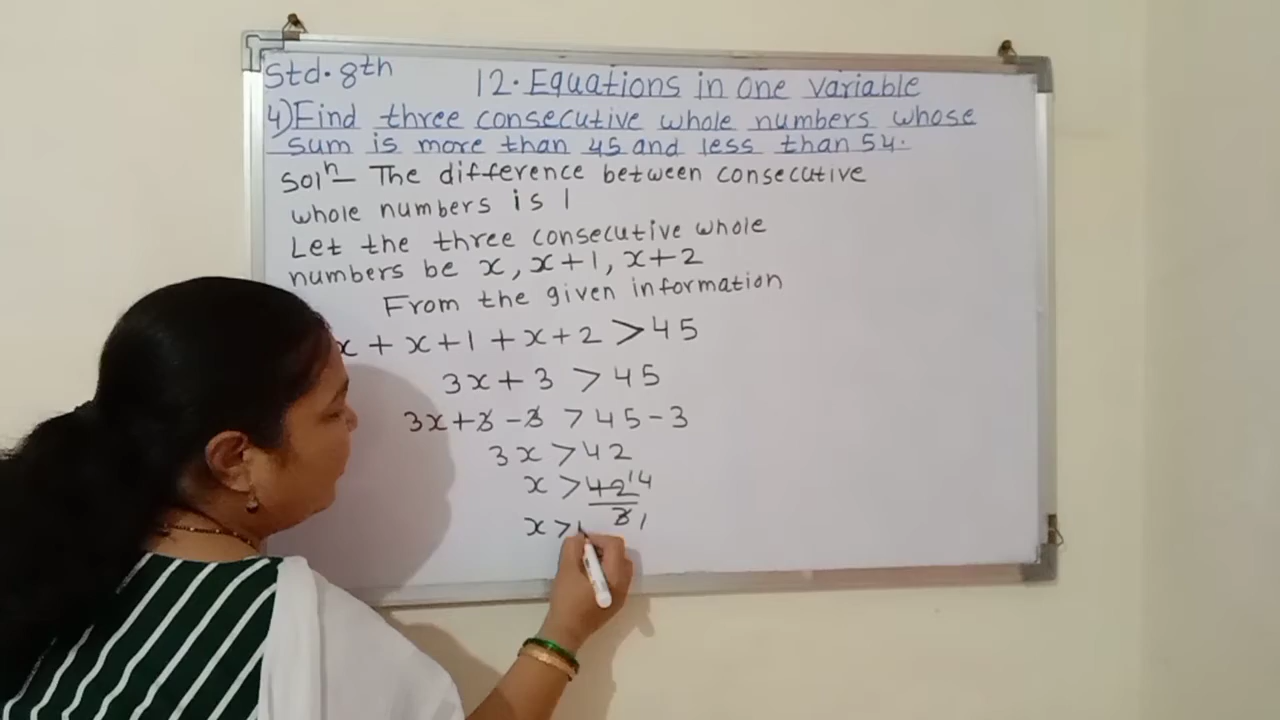 Std. 8th
12. Equations in one variable
4) Find three consecutive whole numbers whose
sum is more than 45 and less than 54.
Solⁿ - The difference between consecutive
whole numbers is 1
Let the three consecutive whole
numbers be x, x+1, x+2
From the given information
x + x+1 + x+2 > 45
3x + 3 > 45
3x + 3 - 3 > 45 - 3
3x > 42
x > 42 14
3 1
x > 1